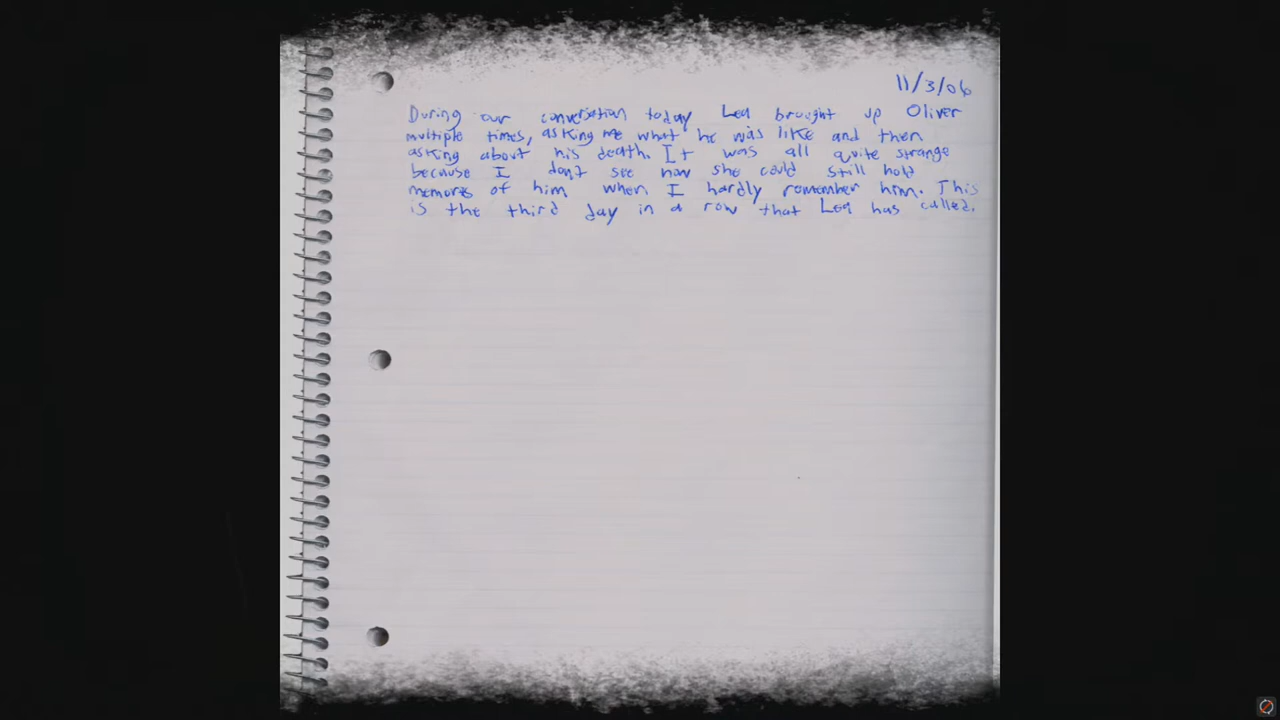 11/3/06
During our conversation today Lea brought up Oliver
multiple times, asking me what he was like and then
asking about his death. It was all quite strange
because I don't see how she could still hold
memories of him when I hardly remember him. This
is the third day in a row that Lea has called.